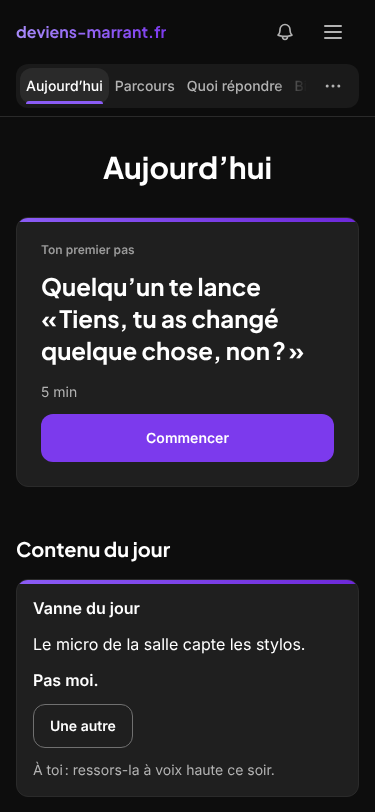 deviens-marrant.fr
Aujourd’hui Parcours Quoi répondre
Aujourd’hui
Ton premier pas
Quelqu’un te lance
« Tiens, tu as changé
quelque chose, non ? »
5 min
Commencer
Contenu du jour
Vanne du jour
Le micro de la salle capte les stylos.
Pas moi.
Une autre
À toi : ressors-la à voix haute ce soir.